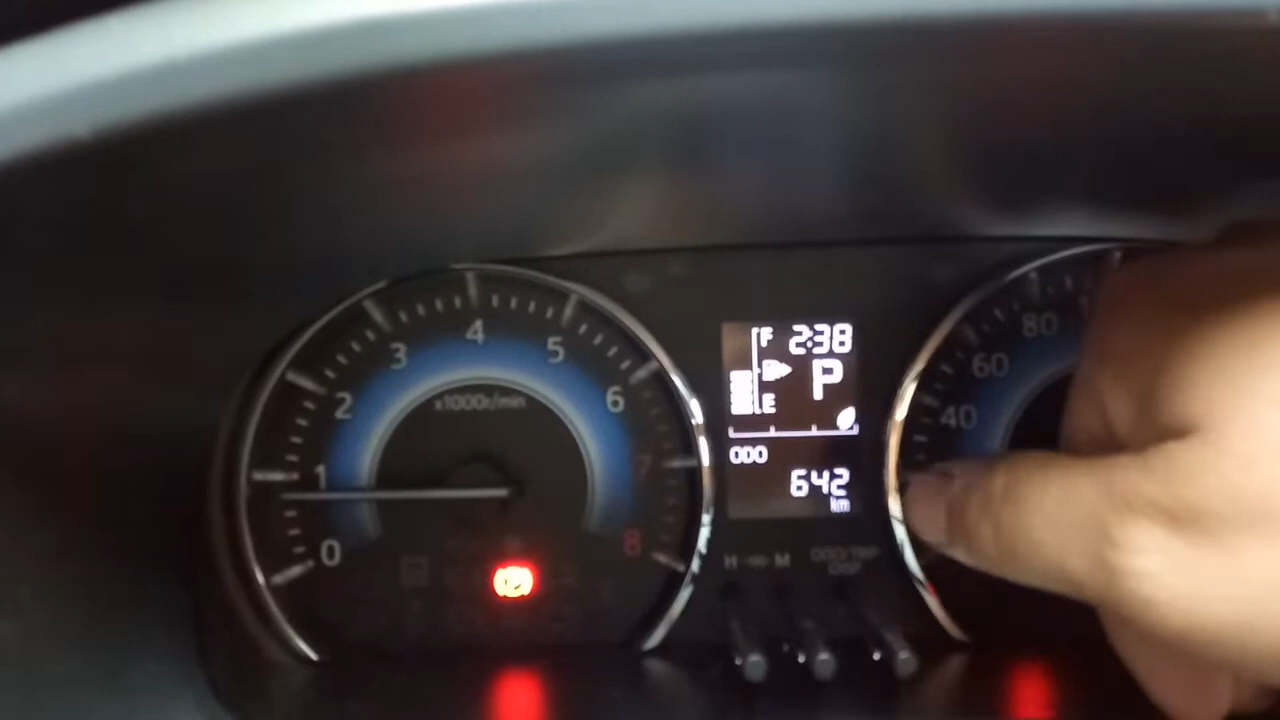 4
3 5
80
2 6
60
F 2:38
P
E
40
x1000r/min
1 7
ODO
642
km
0 8
H M
ODO/TRIP
DISP